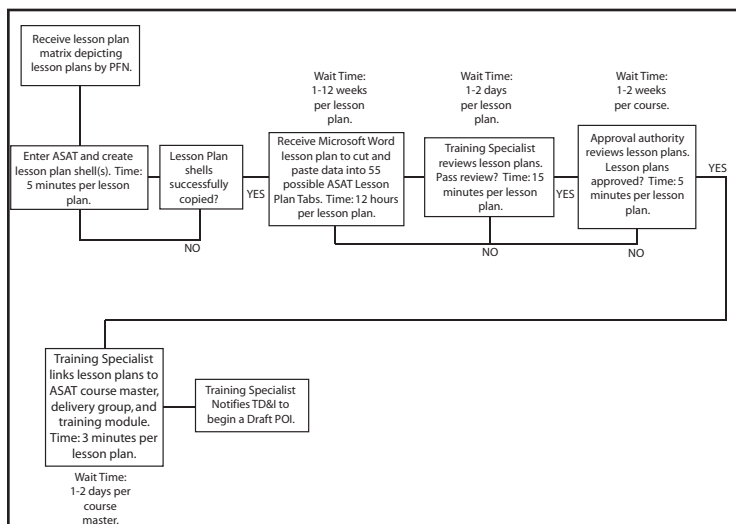 Receive lesson plan
matrix depicting
lesson plans by PFN.
Enter ASAT and create
lesson plan shell(s). Time:
5 minutes per lesson
plan.
Lesson Plan
shells
successfully
copied?
YES
NO
Wait Time:
1-12 weeks
per lesson
plan.
Receive Microsoft Word
lesson plan to cut and
paste data into 55
possible ASAT Lesson
Plan Tabs. Time: 12 hours
per lesson plan.
Wait Time:
1-2 days
per lesson
plan.
Training Specialist
reviews lesson plans.
Pass review? Time: 15
minutes per lesson
plan.
YES
NO
Wait Time:
1-2 weeks
per course.
Approval authority
reviews lesson plans.
Lesson plans
approved? Time: 5
minutes per lesson
plan.
YES
NO
Training Specialist
links lesson plans to
ASAT course master,
delivery group, and
training module.
Time: 3 minutes per
lesson plan.
Wait Time:
1-2 days per
course
master.
Training Specialist
Notifies TD&I to
begin a Draft POI.